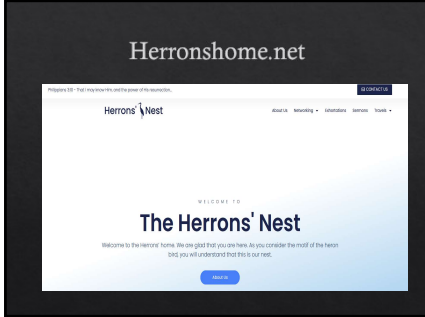 Herronshome.net
Philippians 3:10 - That I may know Him, and the power of His resurrection...
CONTACT US
Herrons' Nest
About Us Networking Exhortations Sermons Travels
WELCOME TO
The Herrons' Nest
Welcome to the Herrons' home. We are glad that you are here. As you consider the motif of the heron
bird, you will understand that this is our nest.
About Us